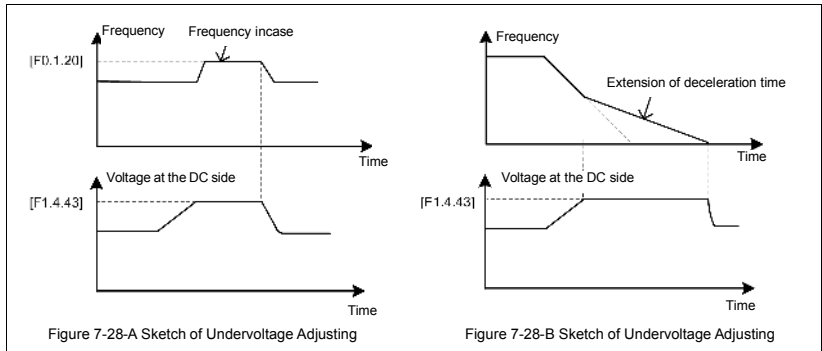 Frequency
Frequency incase
[F0.1.20]
Time
Voltage at the DC side
[F1.4.43]
Time
Figure 7-28-A Sketch of Undervoltage Adjusting
Frequency
Extension of deceleration time
Time
Voltage at the DC side
[F1.4.43]
Time
Figure 7-28-B Sketch of Undervoltage Adjusting